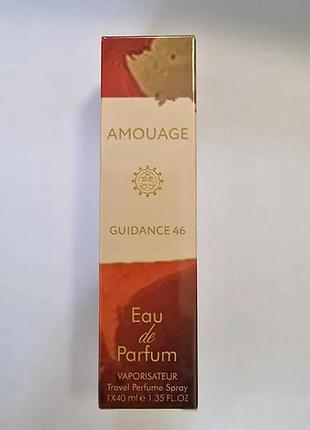 AMOUAGE
GUIDANCE 46
Eau
de
Parfum
VAPORISATEUR
Travel Perfume Spray
1X40 ml e 1,35 FL.OZ